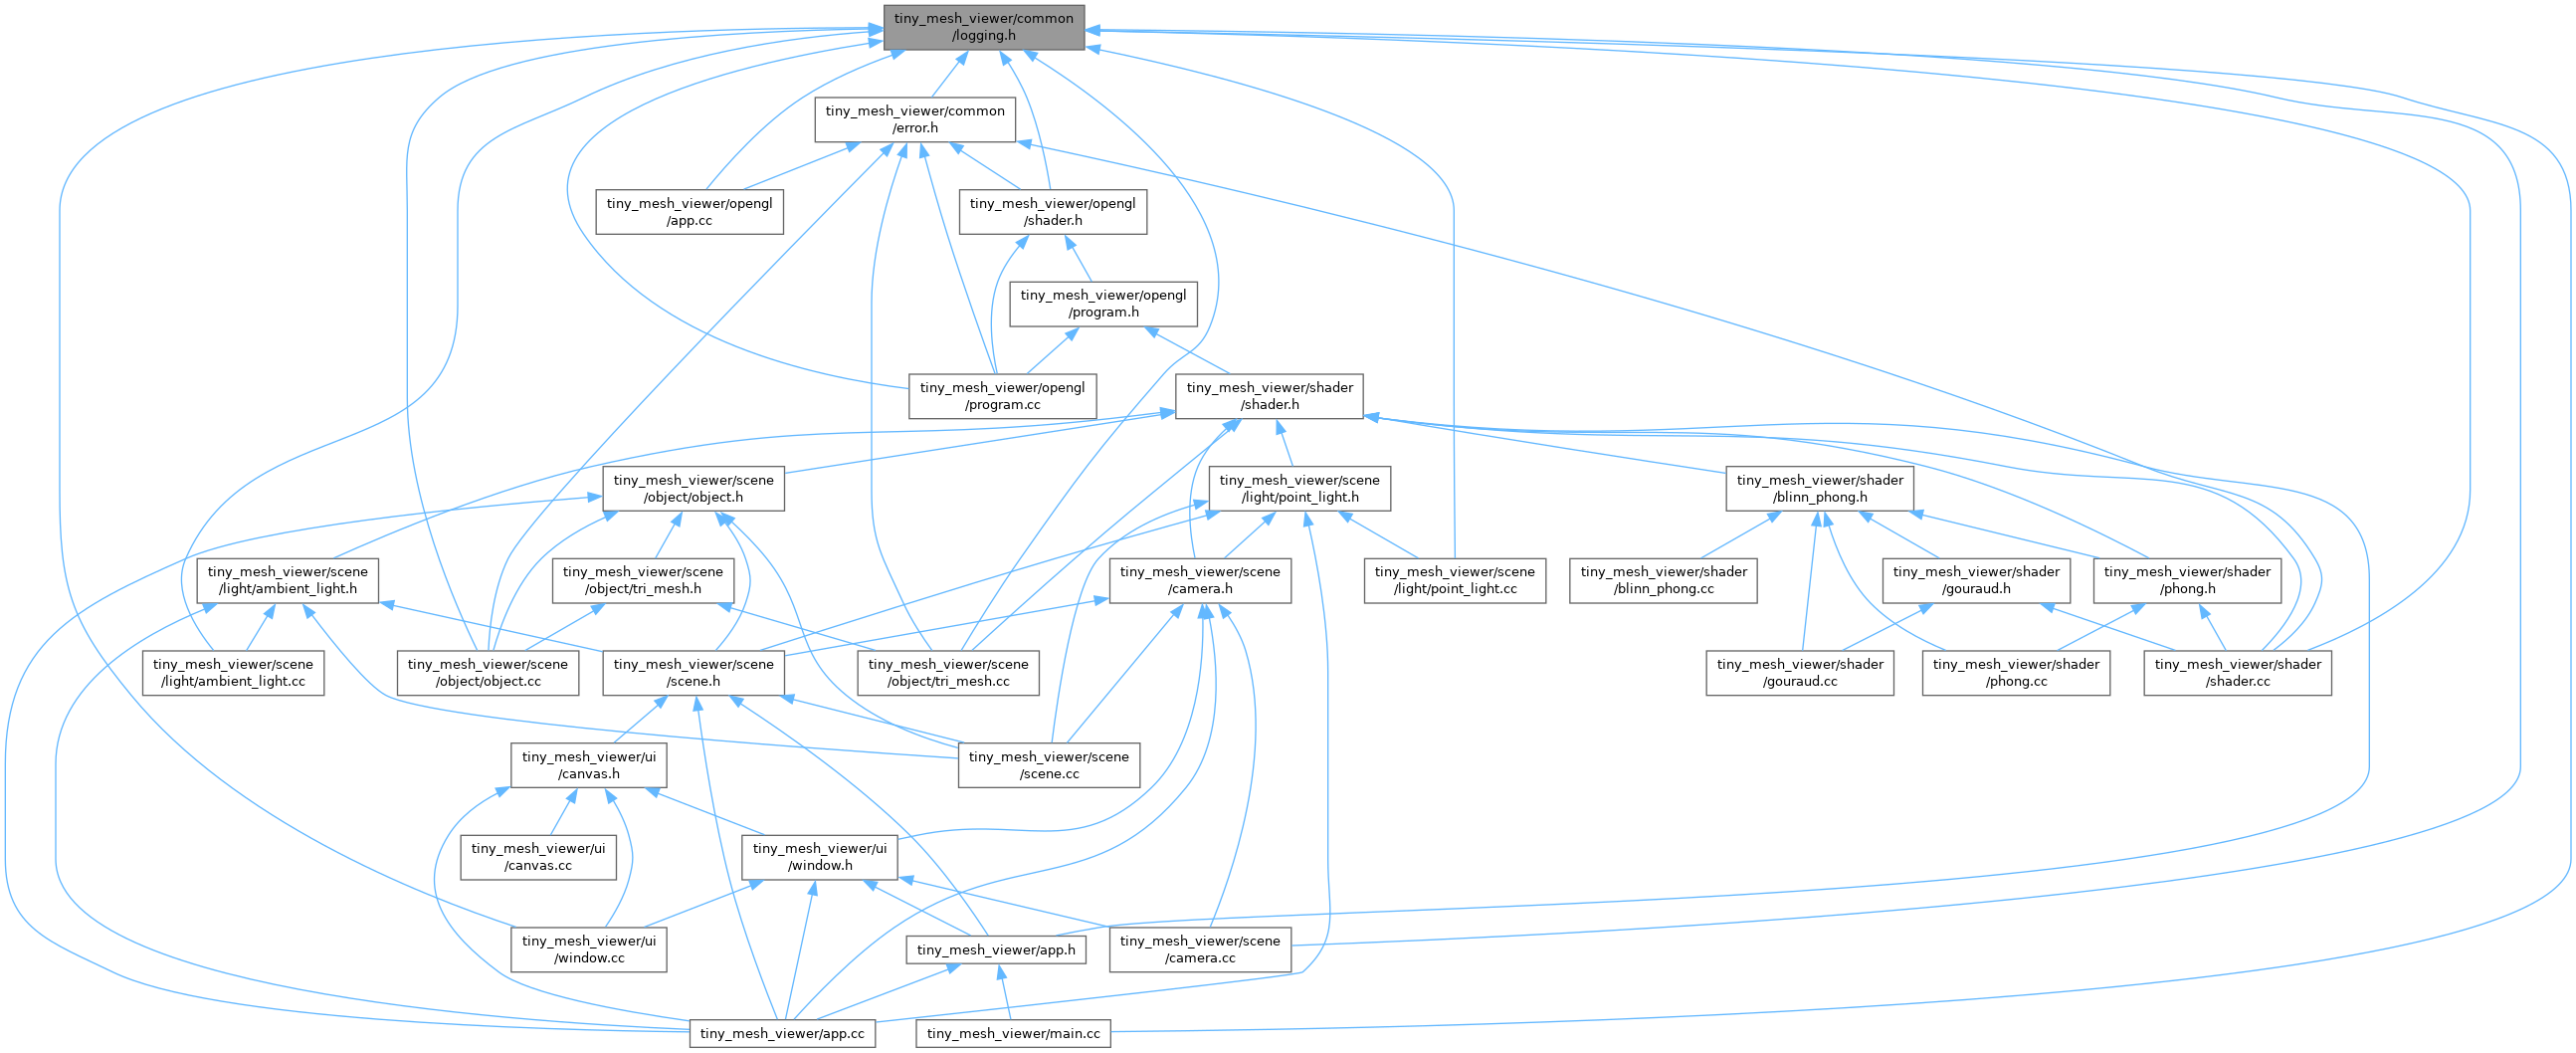 tiny_mesh_viewer/common
/logging.h
tiny_mesh_viewer/common
/error.h
tiny_mesh_viewer/opengl
/app.cc
tiny_mesh_viewer/opengl
/shader.h
tiny_mesh_viewer/opengl
/program.h
tiny_mesh_viewer/opengl
/program.cc
tiny_mesh_viewer/shader
/shader.h
tiny_mesh_viewer/scene
/object/object.h
tiny_mesh_viewer/scene
/light/point_light.h
tiny_mesh_viewer/shader
/blinn_phong.h
tiny_mesh_viewer/scene
/light/ambient_light.h
tiny_mesh_viewer/scene
/object/tri_mesh.h
tiny_mesh_viewer/scene
/camera.h
tiny_mesh_viewer/scene
/light/point_light.cc
tiny_mesh_viewer/shader
/blinn_phong.cc
tiny_mesh_viewer/shader
/gouraud.h
tiny_mesh_viewer/shader
/phong.h
tiny_mesh_viewer/scene
/light/ambient_light.cc
tiny_mesh_viewer/scene
/object/object.cc
tiny_mesh_viewer/scene
/scene.h
tiny_mesh_viewer/scene
/object/tri_mesh.cc
tiny_mesh_viewer/shader
/gouraud.cc
tiny_mesh_viewer/shader
/phong.cc
tiny_mesh_viewer/shader
/shader.cc
tiny_mesh_viewer/ui
/canvas.h
tiny_mesh_viewer/scene
/scene.cc
tiny_mesh_viewer/ui
/canvas.cc
tiny_mesh_viewer/ui
/window.h
tiny_mesh_viewer/ui
/window.cc
tiny_mesh_viewer/app.h
tiny_mesh_viewer/scene
/camera.cc
tiny_mesh_viewer/app.cc
tiny_mesh_viewer/main.cc